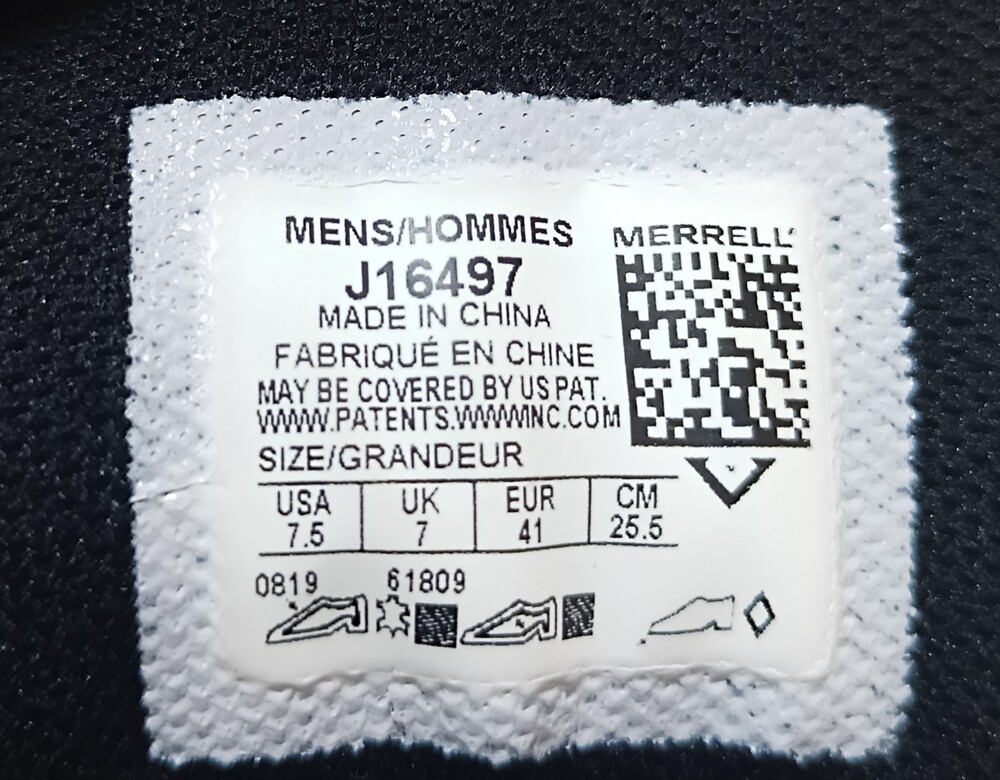 MENS/HOMMES
J16497
MADE IN CHINA
FABRIQUÉ EN CHINE
MAY BE COVERED BY US PAT.
WWW.PATENTS.WWWINC.COM
SIZE/GRANDEUR
USA UK EUR CM
7.5 7 41 25.5
0819 61809
MERRELL